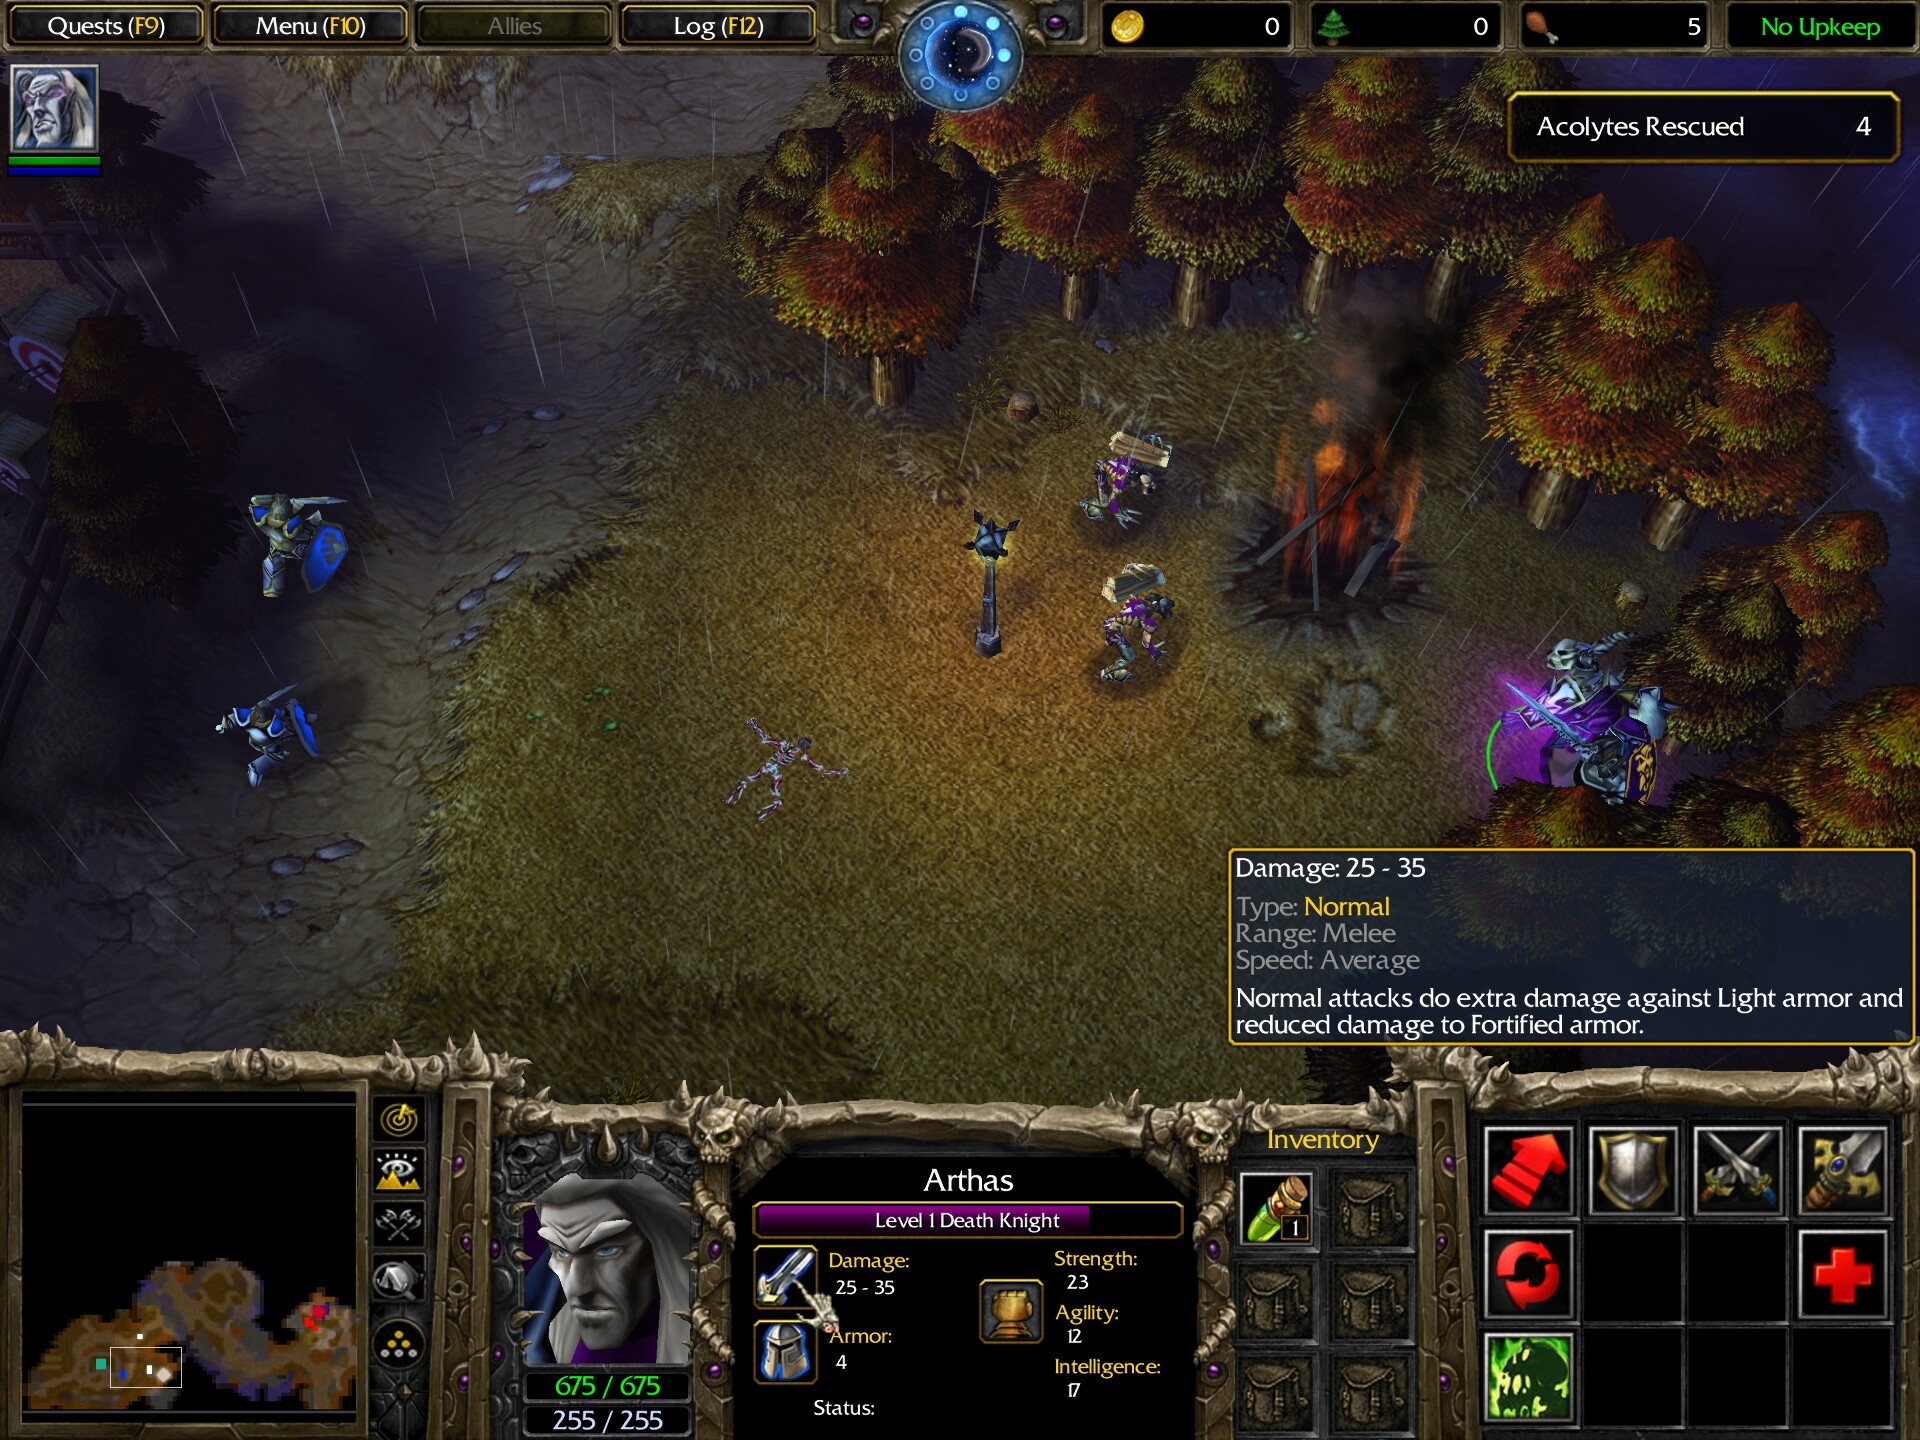 Quests (F9)
Menu (F10)
Allies
Log (F12)
0
0
5
No Upkeep
Acolytes Rescued 4
Damage: 25 - 35
Type: Normal
Range: Melee
Speed: Average
Normal attacks do extra damage against Light armor and
reduced damage to Fortified armor.
Arthas
Level 1 Death Knight
Damage:
25 - 35
Armor:
4
Strength:
23
Agility:
12
Intelligence:
17
Status:
675 / 675
255 / 255
Inventory
1